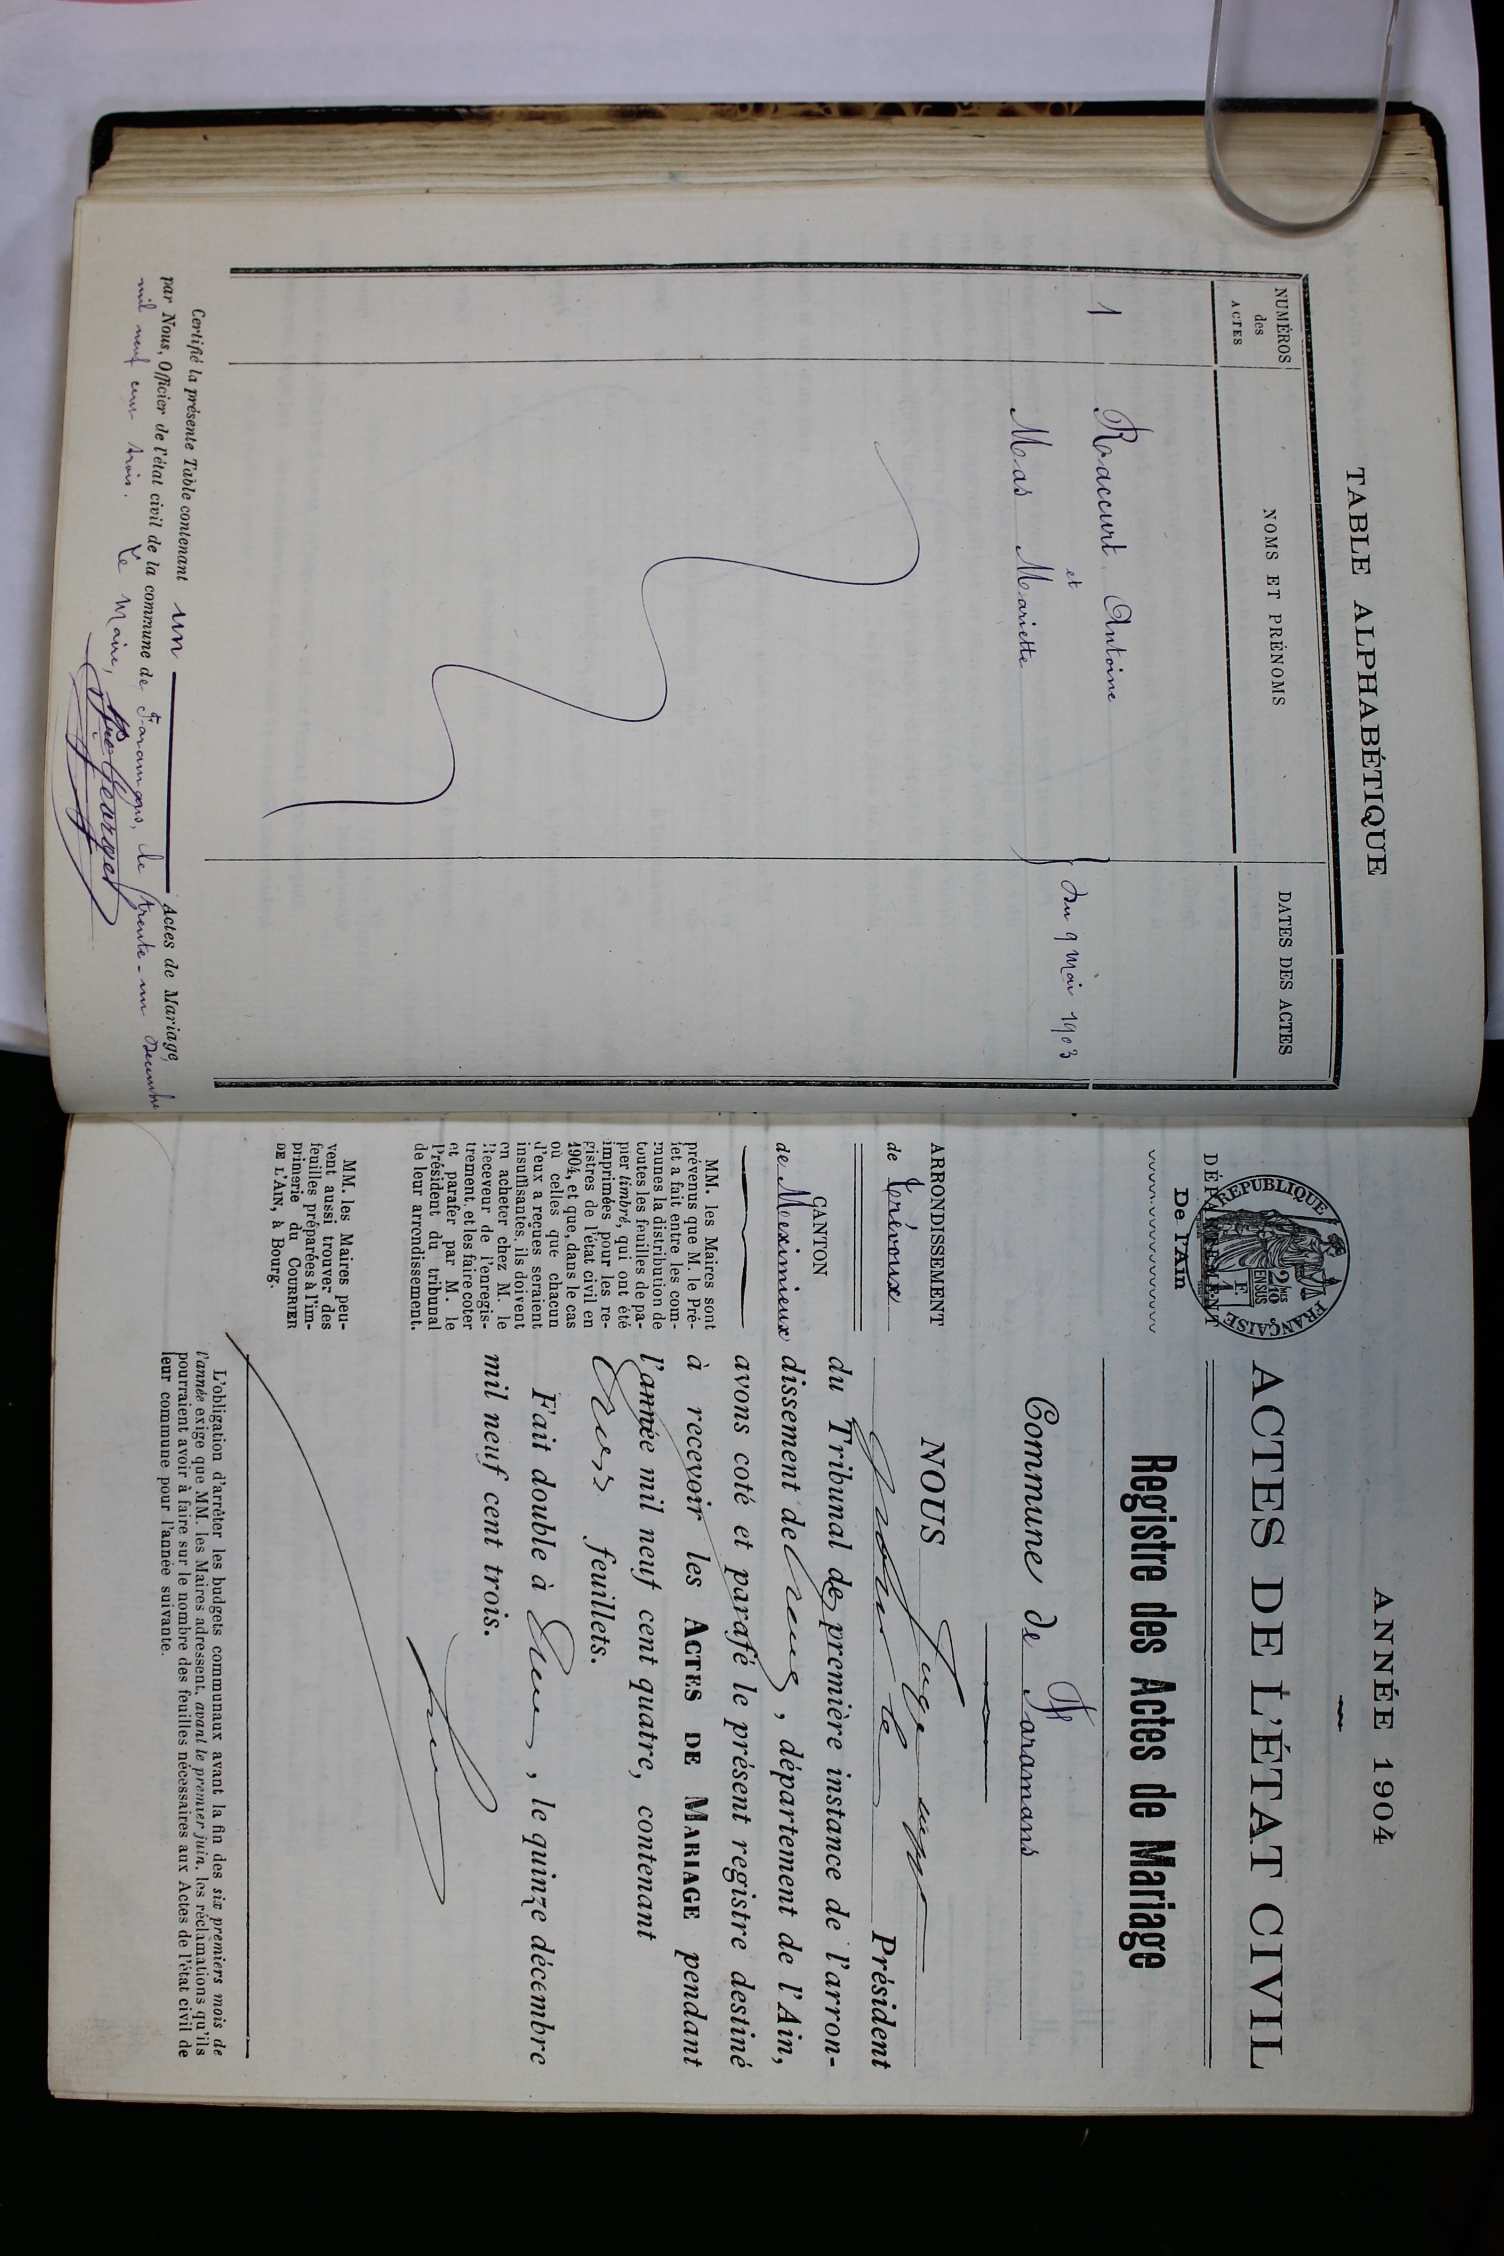 TABLE ALPHABÉTIQUE
NUMÉROS
des
ACTES
NOMS ET PRÉNOMS
DATES DES ACTES
1
Raccurt Antoine
et
Mas Mariette
du 9 Mai 1903
Certifié la présente Table contenant un Actes de Mariage,
par Nous, Officier de l'état civil de la commune de Faramans, le trente-un Décembre
mil neuf cent trois. Le Maire,
ANNÉE 1904
RÉPUBLIQUE FRANÇAISE
2/10
MES
EN SUS
1 F.
DÉPARTEMENT
De l'Ain
ACTES DE L'ÉTAT CIVIL
Registre des Actes de Mariage
Commune de Faramans
ARRONDISSEMENT
de Trévoux
CANTON
de Meximieux
MM. les Maires sont
prévenus que M. le Pré-
fet a fait entre les com-
munes la distribution de
toutes les feuilles de pa-
pier timbré, qui ont été
imprimées pour les re-
gistres de l'état civil en
1904, et que, dans le cas
où celles que chacun
d'eux a reçues seraient
insuffisantes, ils doivent
en acheter chez M. le
Receveur de l'enregis-
trement, et les faire coter
et parafer par M. le
Président du tribunal
de leur arrondissement.
MM. les Maires peu-
vent aussi trouver des
feuilles préparées à l'im-
primerie du COURRIER
DE L'AIN, à Bourg.
NOUS Juge
Président
du Tribunal de première instance de l'arron-
dissement de , département de l'Ain,
avons coté et parafé le présent registre destiné
à recevoir les ACTES DE MARIAGE pendant
l'année mil neuf cent quatre, contenant
feuillets.
Fait double à , le quinze décembre
mil neuf cent trois.
L'obligation d'arrêter les budgets communaux avant la fin des six premiers mois de
l'année exige que MM. les Maires adressent, avant le premier juin, les réclamations qu'ils
pourraient avoir à faire sur le nombre des feuilles nécessaires aux Actes de l'état civil de
leur commune pour l'année suivante.